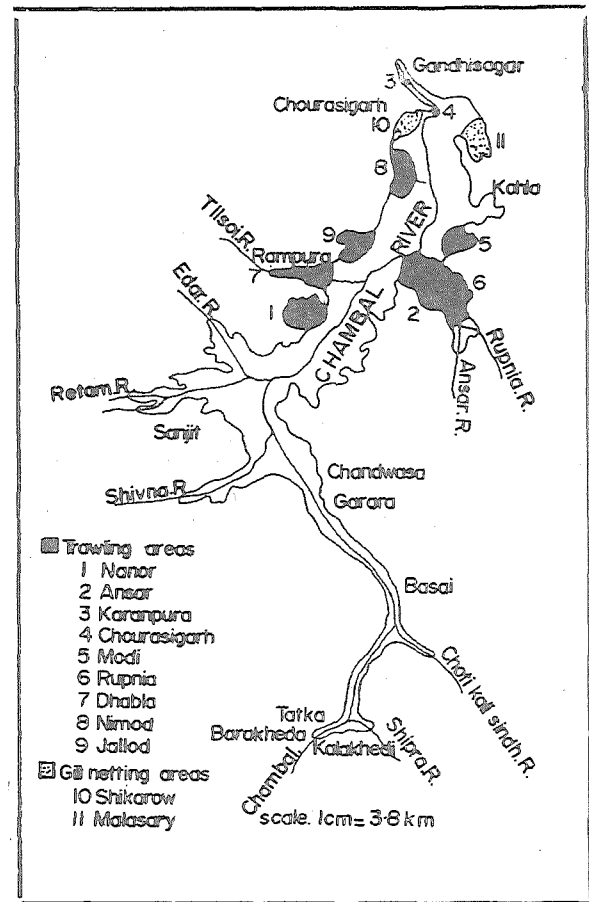 Gandhisagar
3
Chourasigarh
4
10
11
8
Kahla
Tilsoi.R.
9
RIVER
5
Rampura
7
6
Edar.R.
1
CHAMBAL
2
Rupnia.R.
Ansar.R.
Retam.R.
Sanjit
Chandwasa
Shivna.R
Garara
Trawling areas
1 Nanor
2 Ansar
3 Karanpura
4 Chourasigarh
5 Modi
6 Rupnia
7 Dhabla
8 Nimod
9 Jallod
Gill netting areas
10 Shikarow
11 Malasary
Basai
Choti kali sindh.R.
Tatka
Barakheda
Kalakhedi
Shipra.R.
Chambal.
scale. 1cm = 3.8 km